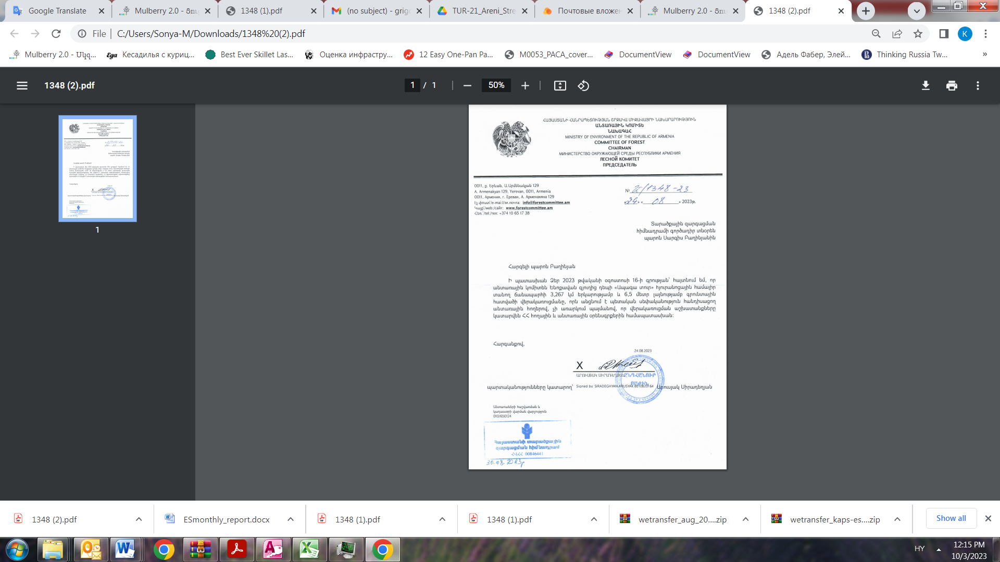 Google Translate
Mulberry 2.0 - Ցու
1348 (1).pdf
(no subject) - grigo
TUR-21_Areni_Stre
Почтовые вложен
Mulberry 2.0 - Ցու
1348 (2).pdf
File
C:/Users/Sonya-M/Downloads/1348%20(2).pdf
K
Mulberry 2.0 - Մկզ...
Кесадилья с куриц...
Best Ever Skillet Las...
Оценка инфрастру...
12 Easy One-Pan Pa...
M0053_PACA_cover...
DocumentView
DocumentView
Адель Фабер, Элей...
Thinking Russia Tw...
»
1348 (2).pdf
1 / 1
50%
1
ՀԱՅԱՍՏԱՆԻ ՀԱՆՐԱՊԵՏՈՒԹՅԱՆ ՇՐՋԱԿԱ ՄԻՋԱՎԱՅՐԻ ՆԱԽԱՐԱՐՈՒԹՅՈՒՆ
ԱՆՏԱՌԱՅԻՆ ԿՈՄԻՏԵ
ՆԱԽԱԳԱՀ
MINISTRY OF ENVIRONMENT OF THE REPUBLIC OF ARMENIA
COMMITTEE OF FOREST
CHAIRMAN
МИНИСТЕРСТВО ОКРУЖАЮЩЕЙ СРЕДЫ РЕСПУБЛИКИ АРМЕНИЯ
ЛЕСНОЙ КОМИТЕТ
ПРЕДСЕДАТЕЛЬ
0011, ք. Երևան, Ա.Արմենակյան 129
A. Armenakyan 129, Yerevan, 0011, Armenia
0011, Армения, г. Ереван, А. Арменакяна 129
Էլ.փոստ՝/e-mail:/эл.почта: info@forestcommittee.am
Կայք՝/web:/сайт: www.forestcommittee.am
Հեռ.՝/tel:/тел: +374 10 65 17 38
№ /1348-23
«24» « 08 » 2023թ.
Տարածքային զարգացման
հիմնադրամի գործադիր տնօրեն
պարոն Սարգիս Բաղինյանին
Հարգելի պարոն Բաղինյան
Ի պատասխան Ձեր 2023 թվականի օգոստոսի 16-ի գրության՝ հայտնում եմ, որ
անտառային կոմիտեն Ենոքավան գյուղից դեպի «Ապագա տուր» հյուրանոցային համալիր
տանող ճանապարհի 3,267 կմ երկարությամբ և 6,5 մետր լայնությամբ գրունտային
հատվածի վերակառուցմանը, որն անցնում է պետական սեփականություն հանդիսացող
անտառային հողերով, չի առարկում պայմանով, որ վերակառուցման աշխատանքները
կատարվեն ՀՀ հողային և անտառային օրենսգրքերին համապատասխան:
Հարգանքով,
24.08.2023
X
ԱՐՈՒՍՅԱԿ ՍԻՐԱԴԵՂՅԱՆ
ԸՆԴՀԱՆՈՒՐ
ԲԱԺԻՆ
պարտականությունները կատարող՝
Signed by: SIRADEGHYAN ARUSYAK 8010820164
Արուսյակ Սիրադեղյան
Անտառների հաշվառման և
կադաստրի վարման վարչություն
010/650124
Հայաստանի տարածքային
զարգացման հիմնադրամ
ՀՎՀՀ 00846441
30.08.2023թ
1348 (2).pdf
ESmonthly_report.docx
1348 (1).pdf
1348 (1).pdf
wetransfer_aug_20....zip
wetransfer_kaps-es....zip
Show all
HY
12:15 PM
10/3/2023